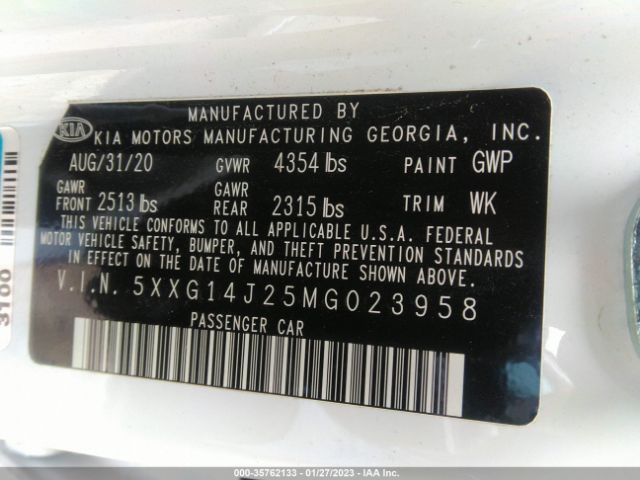 MANUFACTURED BY
KIA KIA MOTORS MANUFACTURING GEORGIA, INC.
AUG/31/20 GVWR 4354 lbs PAINT GWP
GAWR FRONT 2513 lbs GAWR REAR 2315 lbs TRIM WK
THIS VEHICLE CONFORMS TO ALL APPLICABLE U.S.A. FEDERAL
MOTOR VEHICLE SAFETY, BUMPER, AND THEFT PREVENTION STANDARDS
IN EFFECT ON THE DATE OF MANUFACTURE SHOWN ABOVE.
V.I.N. 5XXG14J25MG023958
PASSENGER CAR
3100
000-35762133 - 01/27/2023 - IAA Inc.